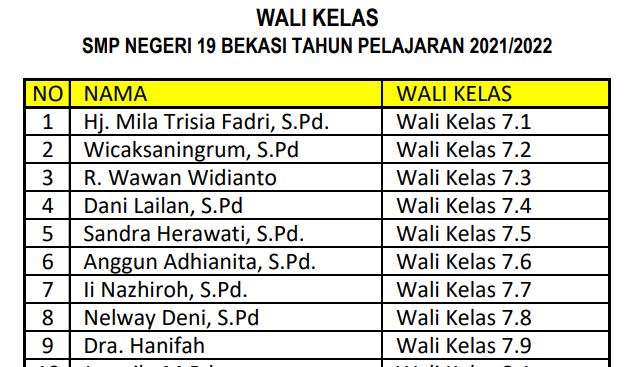 WALI KELAS
SMP NEGERI 19 BEKASI TAHUN PELAJARAN 2021/2022
NO NAMA WALI KELAS
1 Hj. Mila Trisia Fadri, S.Pd. Wali Kelas 7.1
2 Wicaksaningrum, S.Pd Wali Kelas 7.2
3 R. Wawan Widianto Wali Kelas 7.3
4 Dani Lailan, S.Pd Wali Kelas 7.4
5 Sandra Herawati, S.Pd. Wali Kelas 7.5
6 Anggun Adhianita, S.Pd. Wali Kelas 7.6
7 Ii Nazhiroh, S.Pd. Wali Kelas 7.7
8 Nelway Deni, S.Pd Wali Kelas 7.8
9 Dra. Hanifah Wali Kelas 7.9
10 Wali Kelas